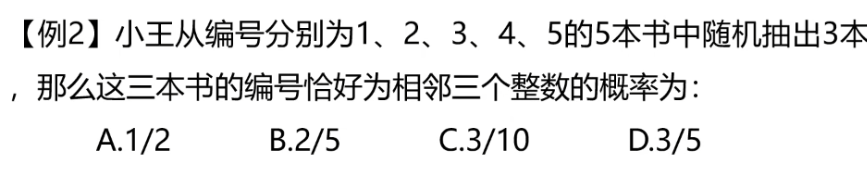 【例2】小王从编号分别为1、2、3、4、5的5本书中随机抽出3本
，那么这三本书的编号恰好为相邻三个整数的概率为：
A.1/2 B.2/5 C.3/10 D.3/5